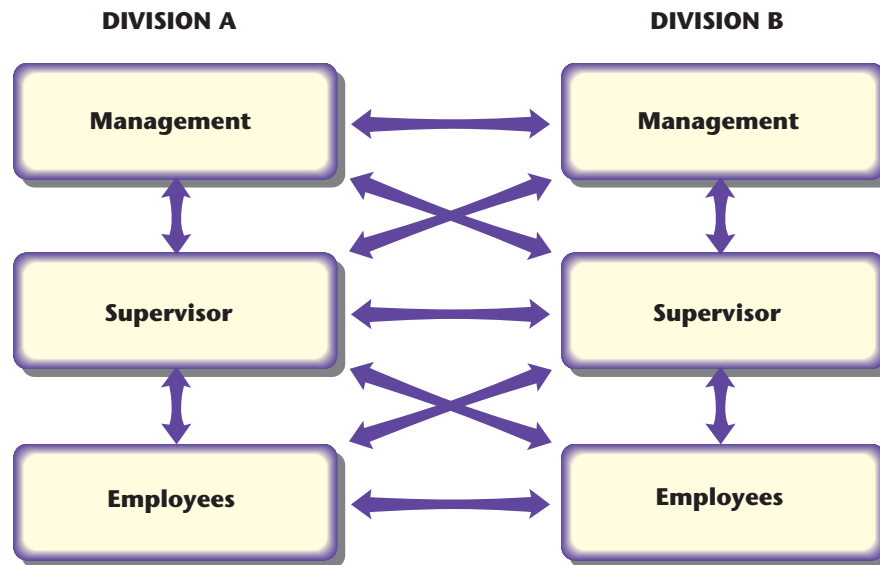 DIVISION A
DIVISION B
Management
Management
Supervisor
Supervisor
Employees
Employees